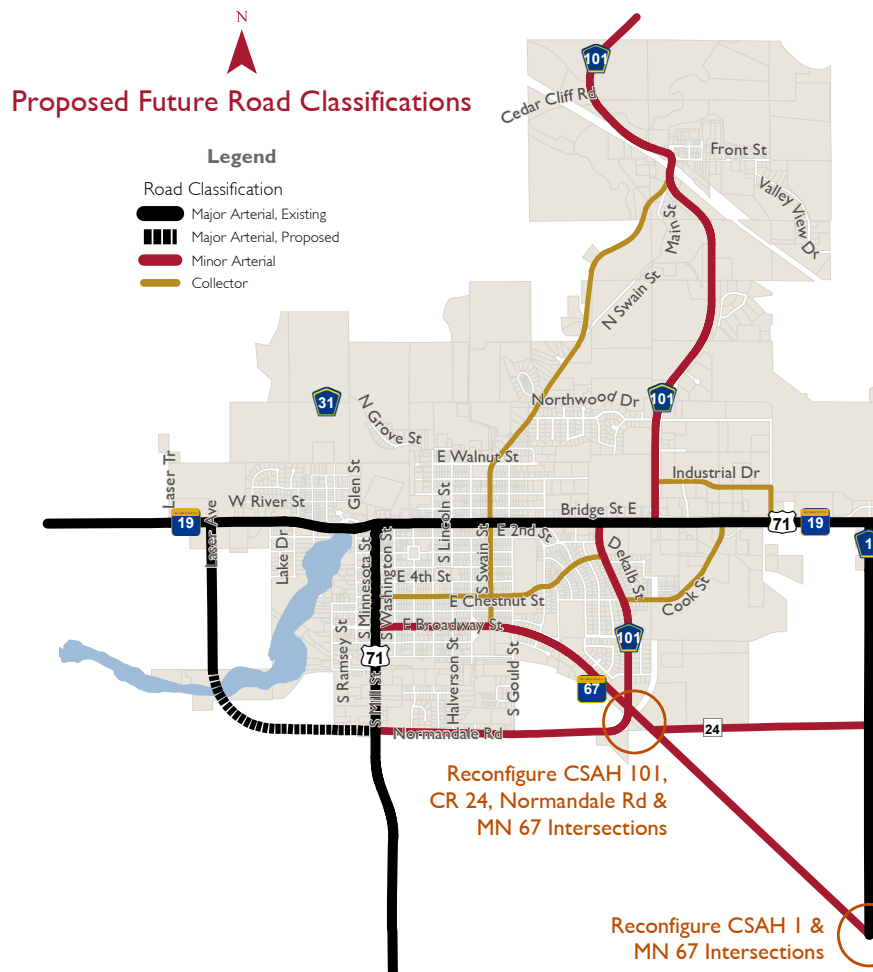 N
Proposed Future Road Classifications
Legend
Road Classification
Major Arterial, Existing
Major Arterial, Proposed
Minor Arterial
Collector
101
Cedar Cliff Rd
Front St
Valley View Dr
Main St
N Swain St
31
N Grove St
Northwood Dr
101
E Walnut St
Industrial Dr
Laser Tr
Glen St
W River St
S Lincoln St
Bridge St E
19
71
19
Laser Ave
Lake Dr
S Minnesota St
S Washington St
E 2nd St
S Swain St
Dekalb St
E 4th St
E Chestnut St
Cook St
E Broadway St
101
71
S Ramsey St
S Mill St
Halverson St
S Gould St
67
Normandale Rd
24
Reconfigure CSAH 101,
CR 24, Normandale Rd &
MN 67 Intersections
Reconfigure CSAH 1 &
MN 67 Intersections